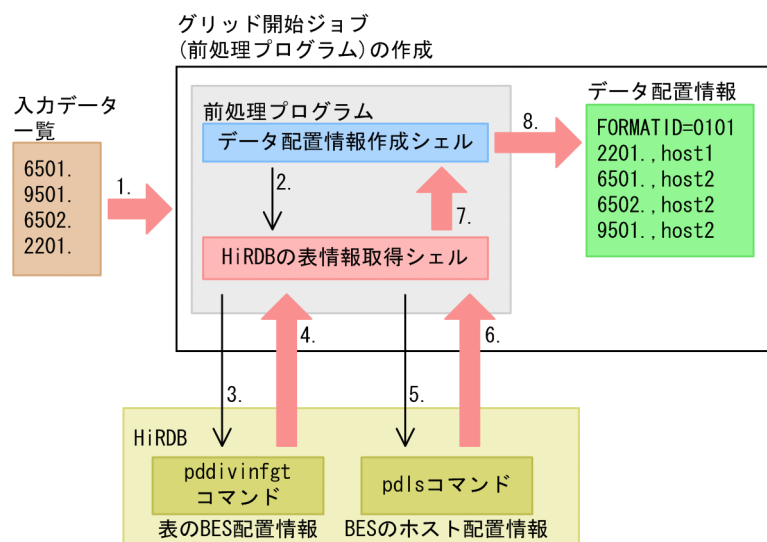 グリッド開始ジョブ
(前処理プログラム)の作成
入力データ
一覧
6501.
9501.
6502.
2201.
1.
前処理プログラム
データ配置情報作成シェル
2.
7.
HiRDBの表情報取得シェル
8.
データ配置情報
FORMATID=0101
2201.,host1
6501.,host2
6502.,host2
9501.,host2
3.
4.
5.
6.
HiRDB
pddivinfgt
コマンド
表のBES配置情報
pdlsコマンド
BESのホスト配置情報